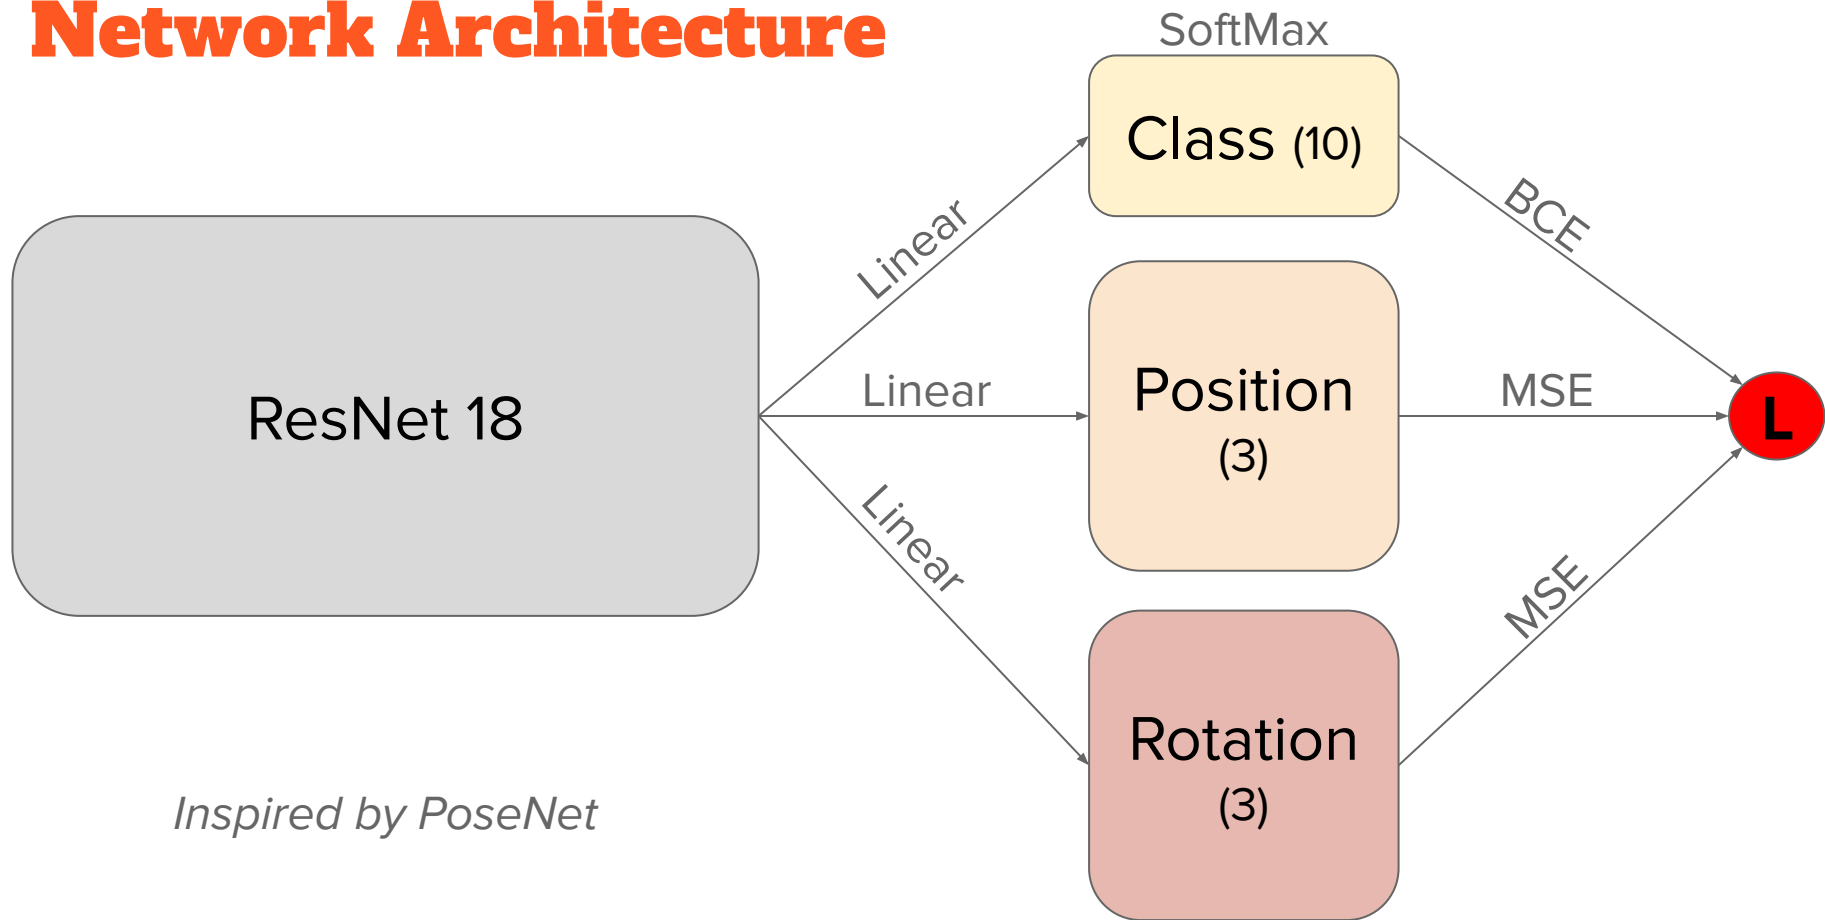 Network Architecture
SoftMax
Class (10)
Linear
BCE
ResNet 18
Linear
Position
(3)
MSE
L
Linear
Rotation
(3)
MSE
Inspired by PoseNet